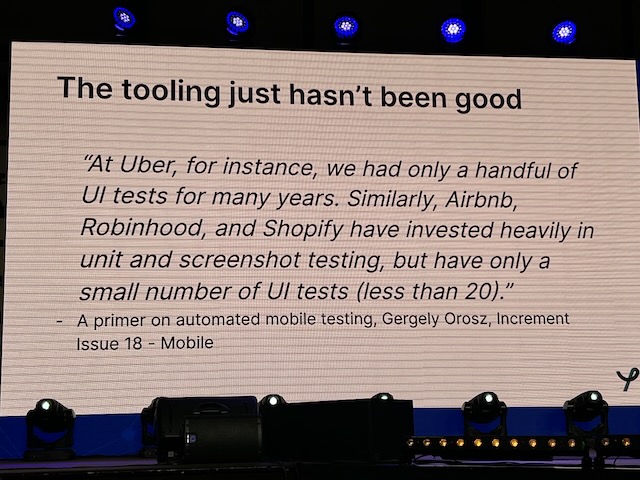 The tooling just hasn’t been good
“At Uber, for instance, we had only a handful of
UI tests for many years. Similarly, Airbnb,
Robinhood, and Shopify have invested heavily in
unit and screenshot testing, but have only a
small number of UI tests (less than 20).”
- A primer on automated mobile testing, Gergely Orosz, Increment
Issue 18 - Mobile